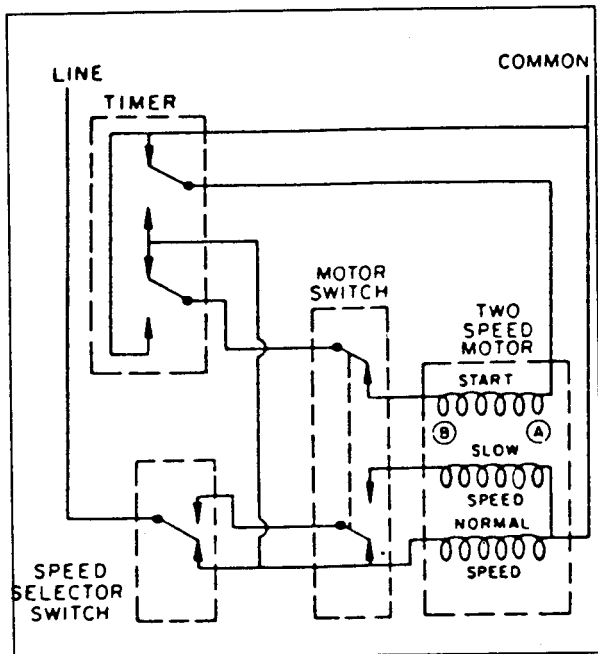 LINE
COMMON
TIMER
MOTOR
SWITCH
TWO
SPEED
MOTOR
START
B
A
SLOW
SPEED
NORMAL
SPEED
SPEED
SELECTOR
SWITCH